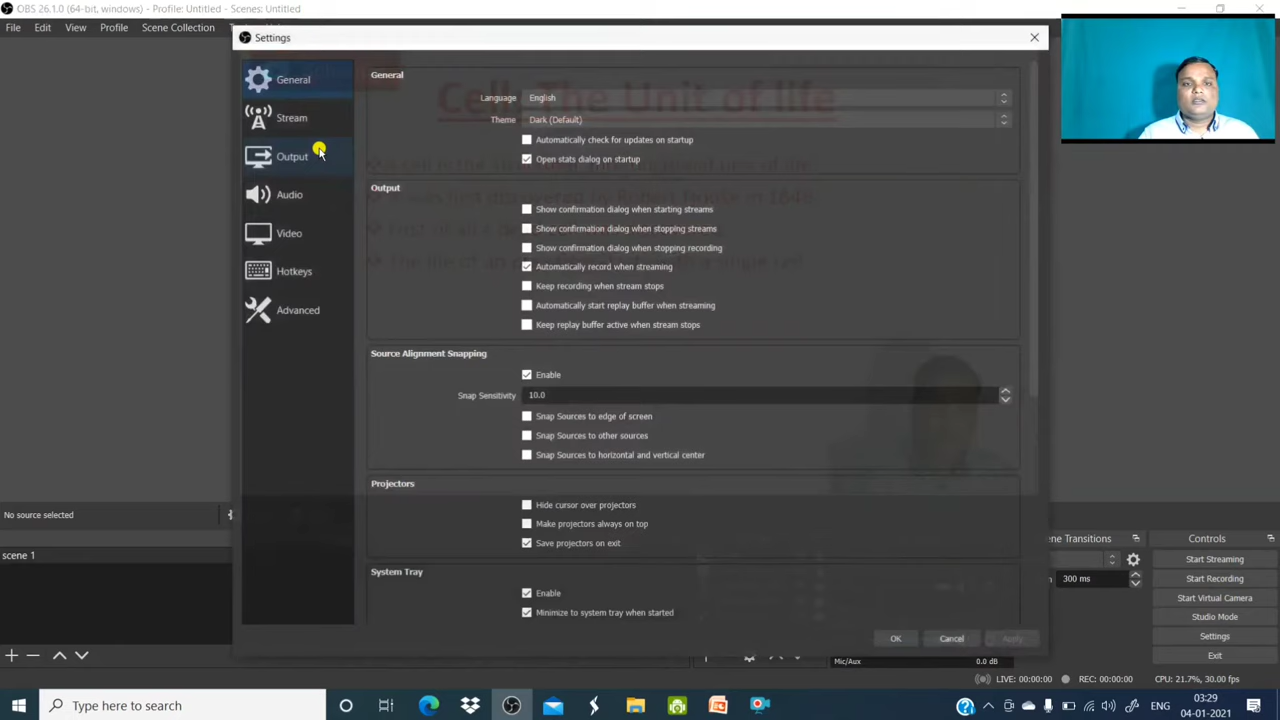 OBS 26.1.0 (64-bit, windows) - Profile: Untitled - Scenes: Untitled
File Edit View Profile Scene Collection
Settings
General
Stream
Output
Audio
Video
Hotkeys
Advanced
General
Language English
Theme Dark (Default)
Automatically check for updates on startup
Open stats dialog on startup
Output
Show confirmation dialog when starting streams
Show confirmation dialog when stopping streams
Show confirmation dialog when stopping recording
Automatically record when streaming
Keep recording when stream stops
Automatically start replay buffer when streaming
Keep replay buffer active when stream stops
Source Alignment Snapping
Enable
Snap Sensitivity 10.0
Snap Sources to edge of screen
Snap Sources to other sources
Snap Sources to horizontal and vertical center
Projectors
Hide cursor over projectors
Make projectors always on top
Save projectors on exit
System Tray
Enable
Minimize to system tray when started
OK Cancel Apply
Cell The Unit of life
No source selected
scene 1
ene Transitions
300 ms
Controls
Start Streaming
Start Recording
Start Virtual Camera
Studio Mode
Settings
Exit
Mic/Aux 0.0 dB
LIVE: 00:00:00 REC: 00:00:00 CPU: 21.7%, 30.00 fps
Type here to search
ENG
03:29
04-01-2021